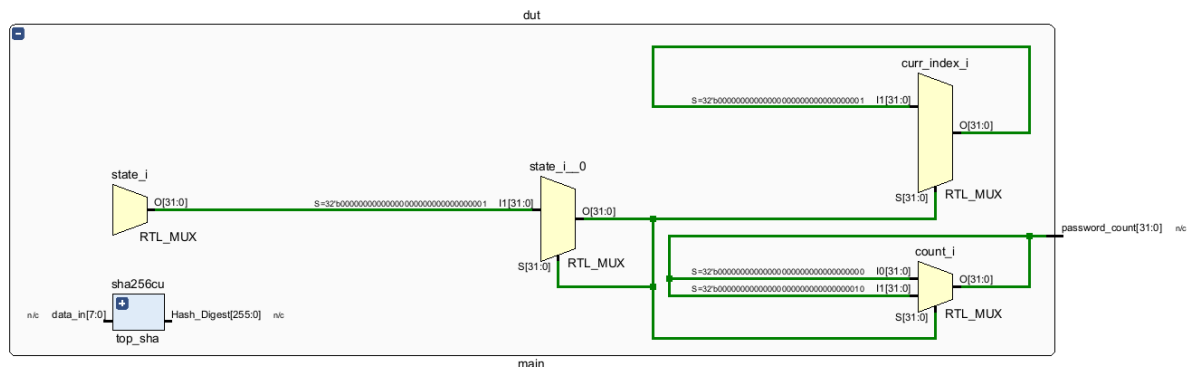 dut
curr_index_i
S=32'b00000000000000000000000000000001 I1[31:0]
O[31:0]
S[31:0]
RTL_MUX
state_i
O[31:0]
RTL_MUX
state_i__0
S=32'b00000000000000000000000000000001 I1[31:0]
O[31:0]
S[31:0]
RTL_MUX
password_count[31:0] n/c
count_i
S=32'b00000000000000000000000000000000 I0[31:0]
S=32'b00000000000000000000000000000010 I1[31:0]
O[31:0]
S[31:0]
RTL_MUX
sha256cu
n/c data_in[7:0] Hash_Digest[255:0] n/c
top_sha
main